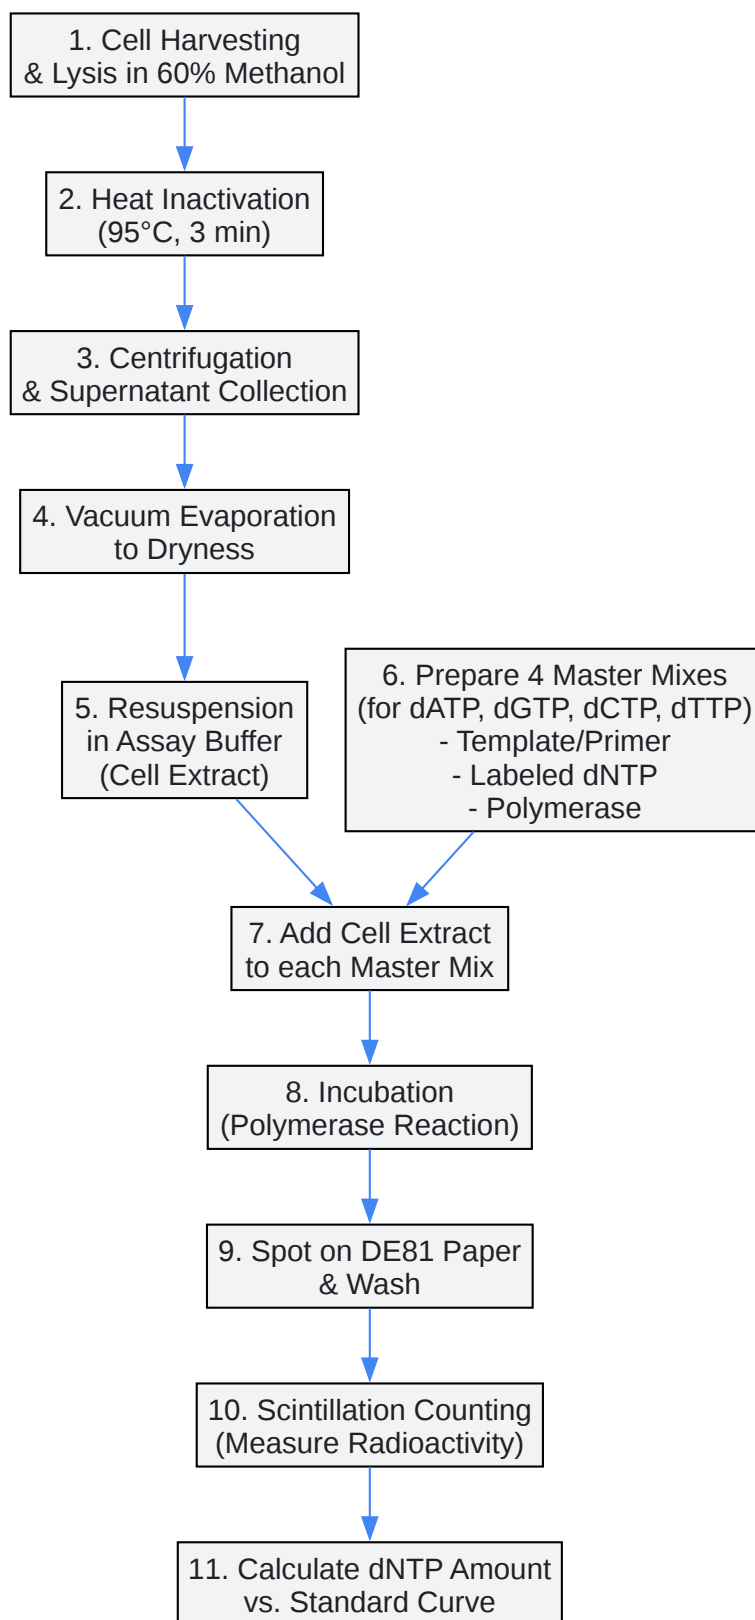 1. Cell Harvesting
& Lysis in 60% Methanol
2. Heat Inactivation
(95°C, 3 min)
3. Centrifugation
& Supernatant Collection
4. Vacuum Evaporation
to Dryness
5. Resuspension
in Assay Buffer
(Cell Extract)
6. Prepare 4 Master Mixes
(for dATP, dGTP, dCTP, dTTP)
- Template/Primer
- Labeled dNTP
- Polymerase
7. Add Cell Extract
to each Master Mix
8. Incubation
(Polymerase Reaction)
9. Spot on DE81 Paper
& Wash
10. Scintillation Counting
(Measure Radioactivity)
11. Calculate dNTP Amount
vs. Standard Curve